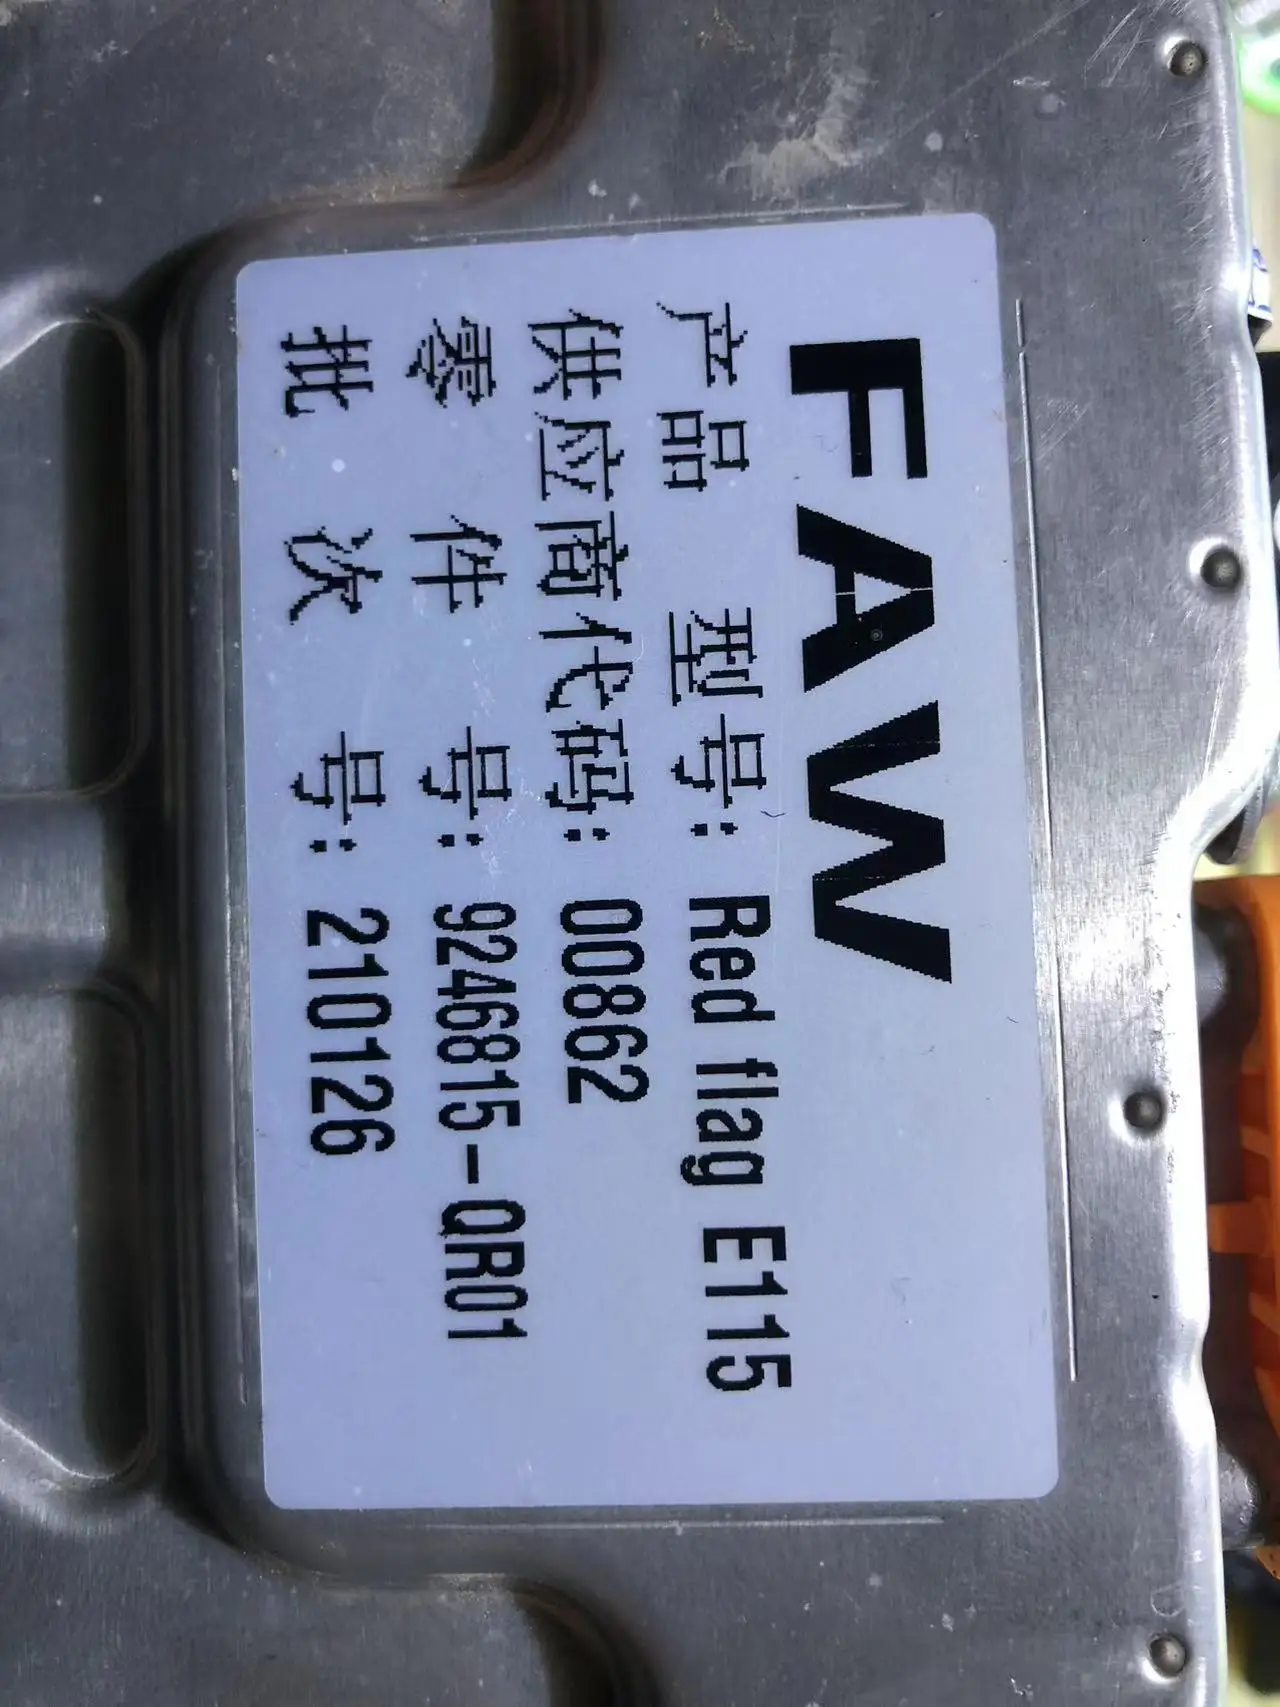 FAW
产品 型号: Red flag E115
供应商代码: 00862
零 件 号: 9246815-QR01
批 次 号: 210126